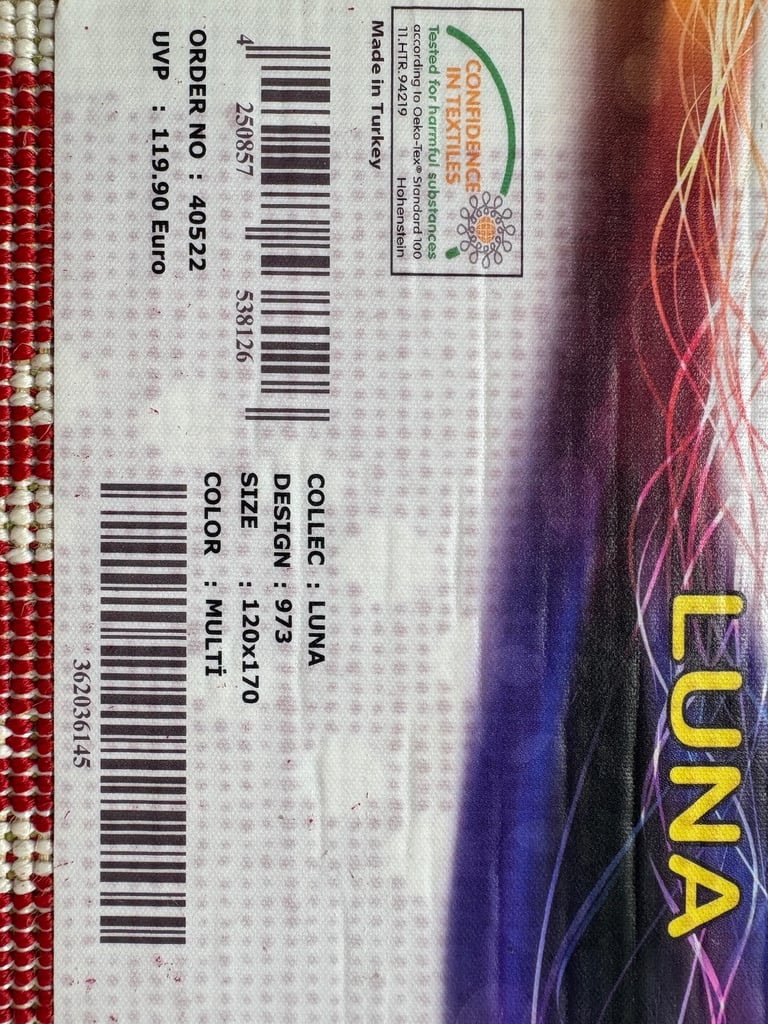 LUNA
CONFIDENCE
IN TEXTILES
Tested for harmful substances
according to Oeko-Tex® Standard 100
11.HTR.94219 Hohenstein
Made in Turkey
4 250857 538126
ORDER NO : 40522
UVP : 119.90 Euro
COLLEC : LUNA
DESIGN : 973
SIZE : 120x170
COLOR : MULTİ
362036145